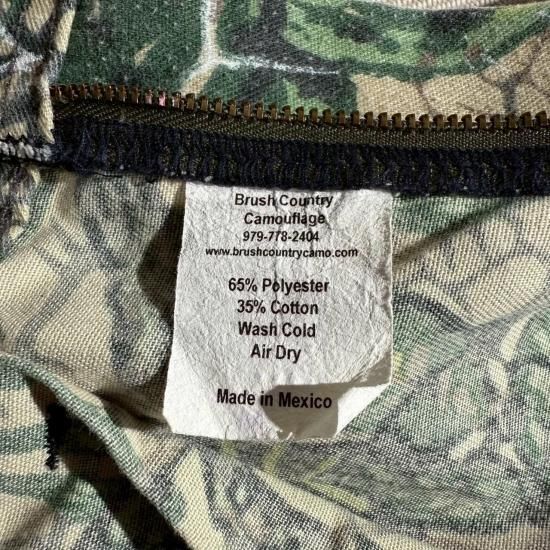 Brush Country
Camouflage
979-778-2404
www.brushcountrycamo.com
65% Polyester
35% Cotton
Wash Cold
Air Dry
Made in Mexico